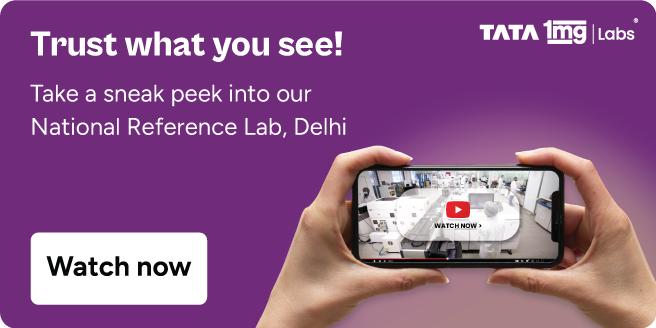 Trust what you see!
TATA 1mg Labs®
Take a sneak peek into our
National Reference Lab, Delhi
WATCH NOW >
Watch now